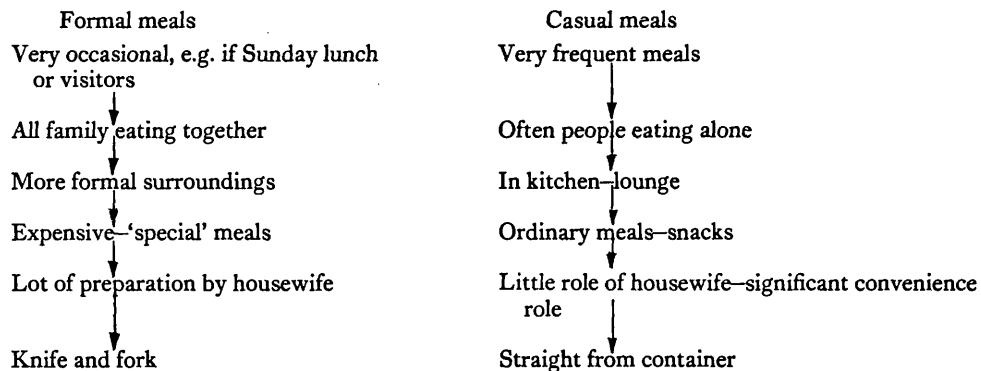 Formal meals
Very occasional, e.g. if Sunday lunch
or visitors
All family eating together
More formal surroundings
Expensive–‘special’ meals
Lot of preparation by housewife
Knife and fork
Casual meals
Very frequent meals
Often people eating alone
In kitchen–lounge
Ordinary meals–snacks
Little role of housewife–significant convenience
role
Straight from container